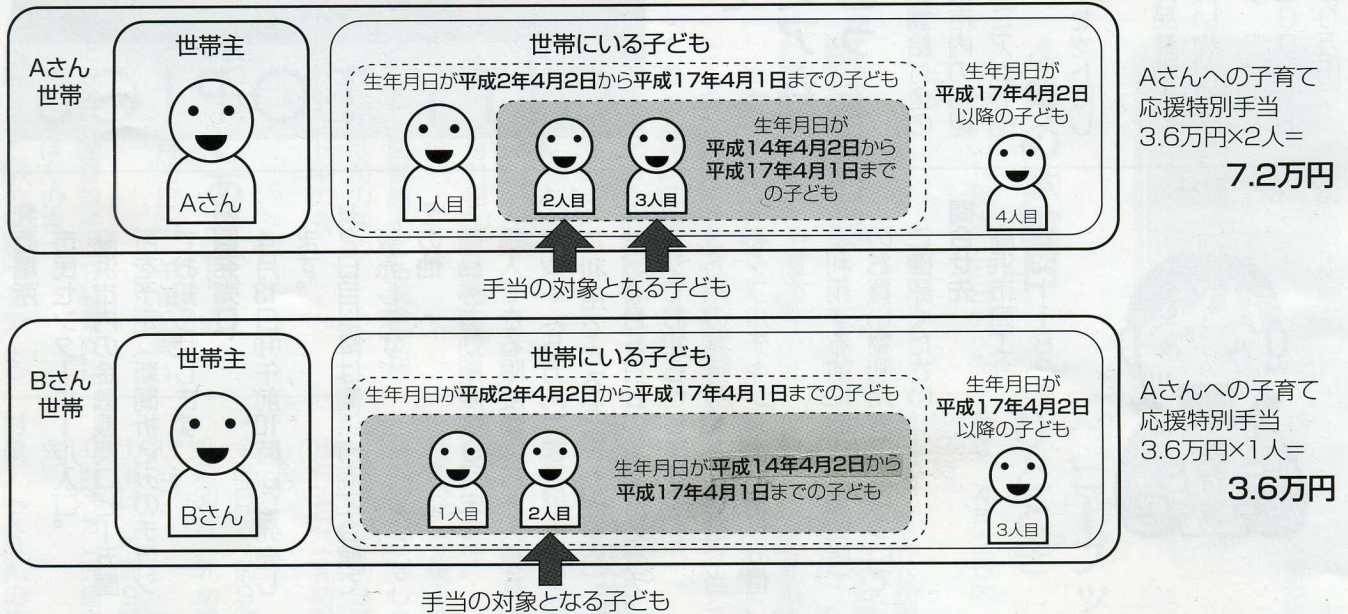 Aさん
世帯
世帯主
Aさん
世帯にいる子ども
生年月日が平成2年4月2日から平成17年4月1日までの子ども
1人目
2人目
3人目
生年月日が
平成14年4月2日から
平成17年4月1日まで
の子ども
生年月日が
平成17年4月2日
以降の子ども
4人目
手当の対象となる子ども
Aさんへの子育て
応援特別手当
3.6万円×2人=
7.2万円
Bさん
世帯
世帯主
Bさん
世帯にいる子ども
生年月日が平成2年4月2日から平成17年4月1日までの子ども
1人目
2人目
生年月日が平成14年4月2日から
平成17年4月1日までの子ども
生年月日が
平成17年4月2日
以降の子ども
3人目
手当の対象となる子ども
Aさんへの子育て
応援特別手当
3.6万円×1人=
3.6万円